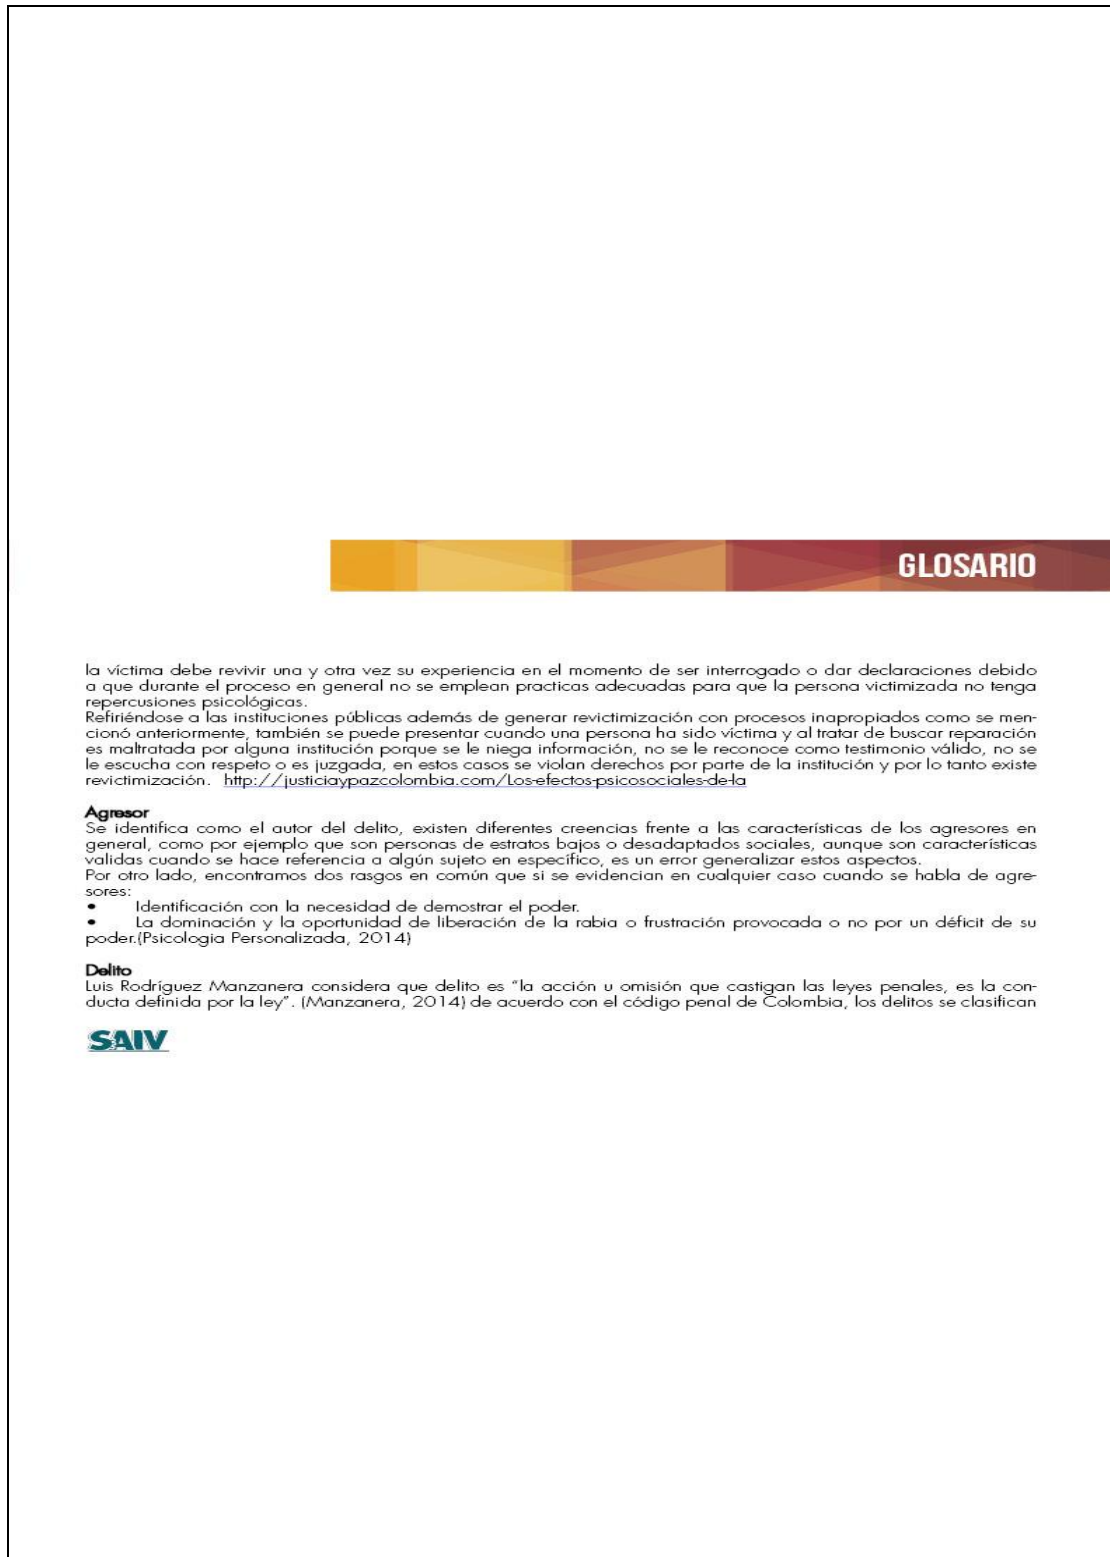 GLOSARIO
la víctima debe revivir una y otra vez su experiencia en el momento de ser interrogado o dar declaraciones debido
a que durante el proceso en general no se emplean practicas adecuadas para que la persona victimizada no tenga
repercusiones psicológicas.
Refiriéndose a las instituciones públicas además de generar revictimización con procesos inapropiados como se men-
cionó anteriormente, también se puede presentar cuando una persona ha sido víctima y al tratar de buscar reparación
es maltratada por alguna institución porque se le niega información, no se le reconoce como testimonio válido, no se
le escucha con respeto o es juzgada, en estos casos se violan derechos por parte de la institución y por lo tanto existe
revictimización. http://justiciaypazcolombia.com/Los-efectos-psicosociales-de-la
Agresor
Se identifica como el autor del delito, existen diferentes creencias frente a las características de los agresores en
general, como por ejemplo que son personas de estratos bajos o desadaptados sociales, aunque son características
validas cuando se hace referencia a algún sujeto en específico, es un error generalizar estos aspectos.
Por otro lado, encontramos dos rasgos en común que si se evidencian en cualquier caso cuando se habla de agre-
sores:
• Identificación con la necesidad de demostrar el poder.
• La dominación y la oportunidad de liberación de la rabia o frustración provocada o no por un déficit de su
poder.(Psicologia Personalizada, 2014)
Delito
Luis Rodríguez Manzanera considera que delito es "la acción u omisión que castigan las leyes penales, es la con-
ducta definida por la ley". (Manzanera, 2014) de acuerdo con el código penal de Colombia, los delitos se clasifican
SAIV